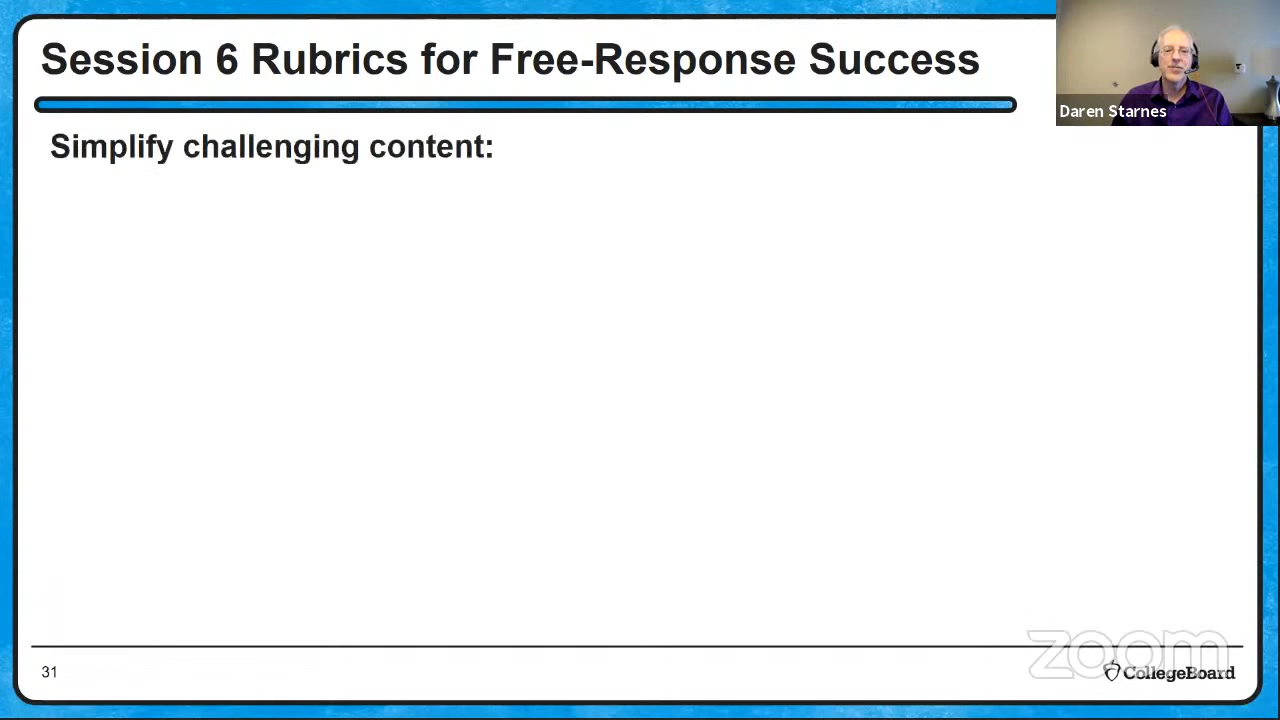 Session 6 Rubrics for Free-Response Success
Daren Starnes
Simplify challenging content:
zoom
31
CollegeBoard